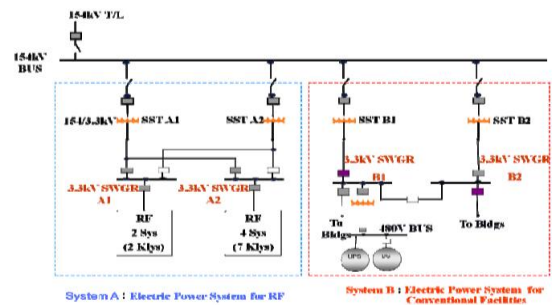 154kV T/L
154kV
BUS
154/3.3kV
SST A1
SST A2
SST B1
SST B2
3.3kV SWGR
A1
3.3kV SWGR
A2
3.3kV SWGR
B1
3.3kV SWGR
B2
RF
2 Sys
(2 Klys)
RF
4 Sys
(7 Klys)
To
Bldgs
480V BUS
To Bldgs
UPS
System A : Electric Power System for RF
System B : Electric Power System for
Conventional Facilities